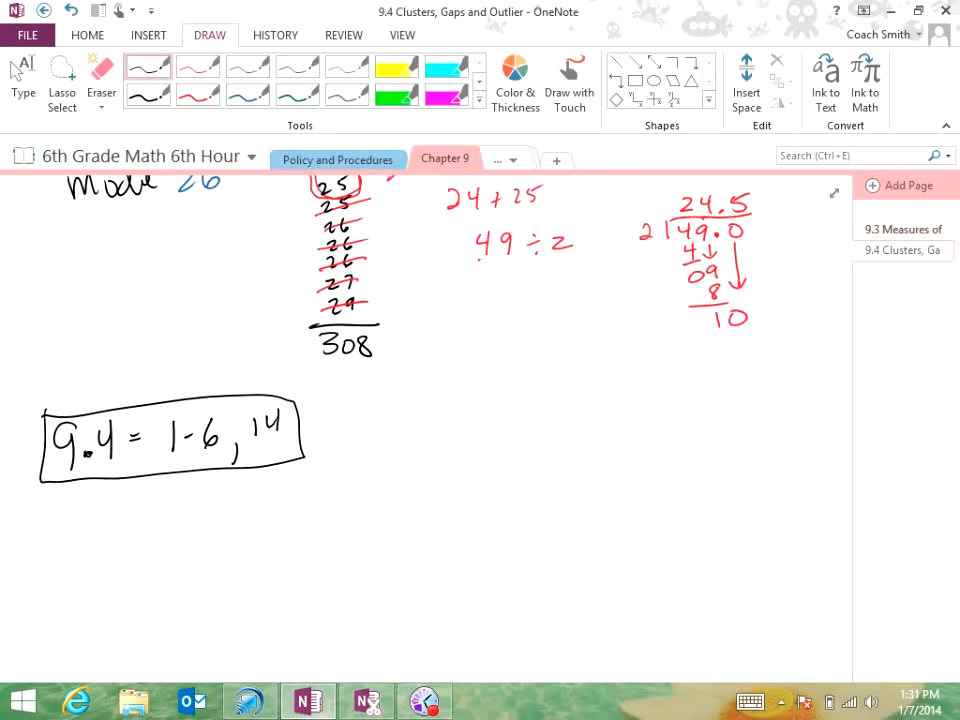 9.4 Clusters, Gaps and Outlier - OneNote
?
FILE HOME INSERT DRAW HISTORY REVIEW VIEW
Coach Smith
Type
Lasso Select
Eraser
Color & Thickness
Draw with Touch
Insert Space
Ink to Text
Ink to Math
Tools
Shapes
Edit
Convert
6th Grade Math 6th Hour
Policy and Procedures
Chapter 9
...
Search (Ctrl+E)
Add Page
9.3 Measures of
9.4 Clusters, Ga
Mode 26
25
25
26
26
26
27
29
308
24 + 25
49 ÷ 2
24.5
2 49.0
4
09
8
10
9.4 = 1-6, 14
1:31 PM
1/7/2014